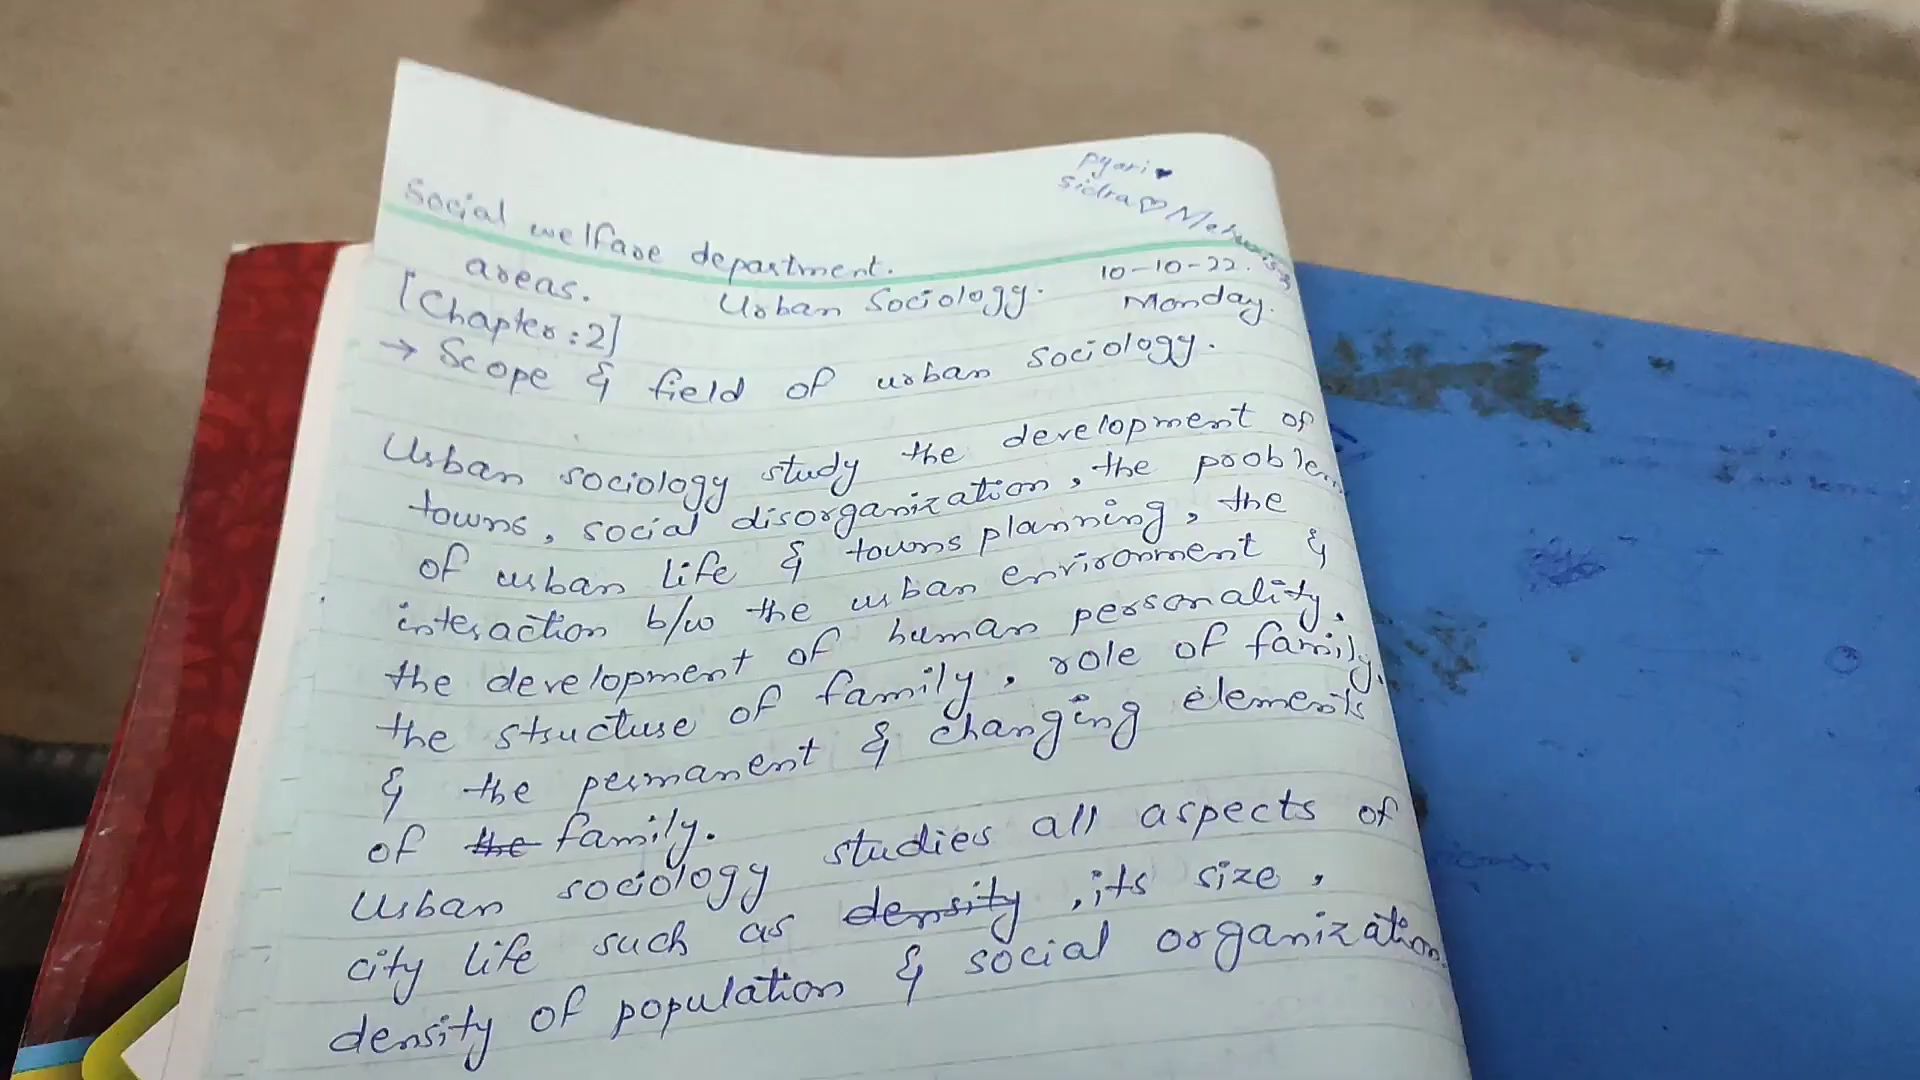 pyari
sidra
Social welfare department.
areas.
10-10-22.
Urban Sociology.
Monday.
[Chapter:2]
→ Scope & field of urban sociology.
Urban sociology study the development of
towns, social disorganization, the problem
of urban life & towns planning, the
interaction b/w the urban environment &
the development of human personality,
the structure of family, role of family,
& the permanent & changing elements
of the family.
Urban sociology studies all aspects of
city life such as density, its size,
density of population & social organization